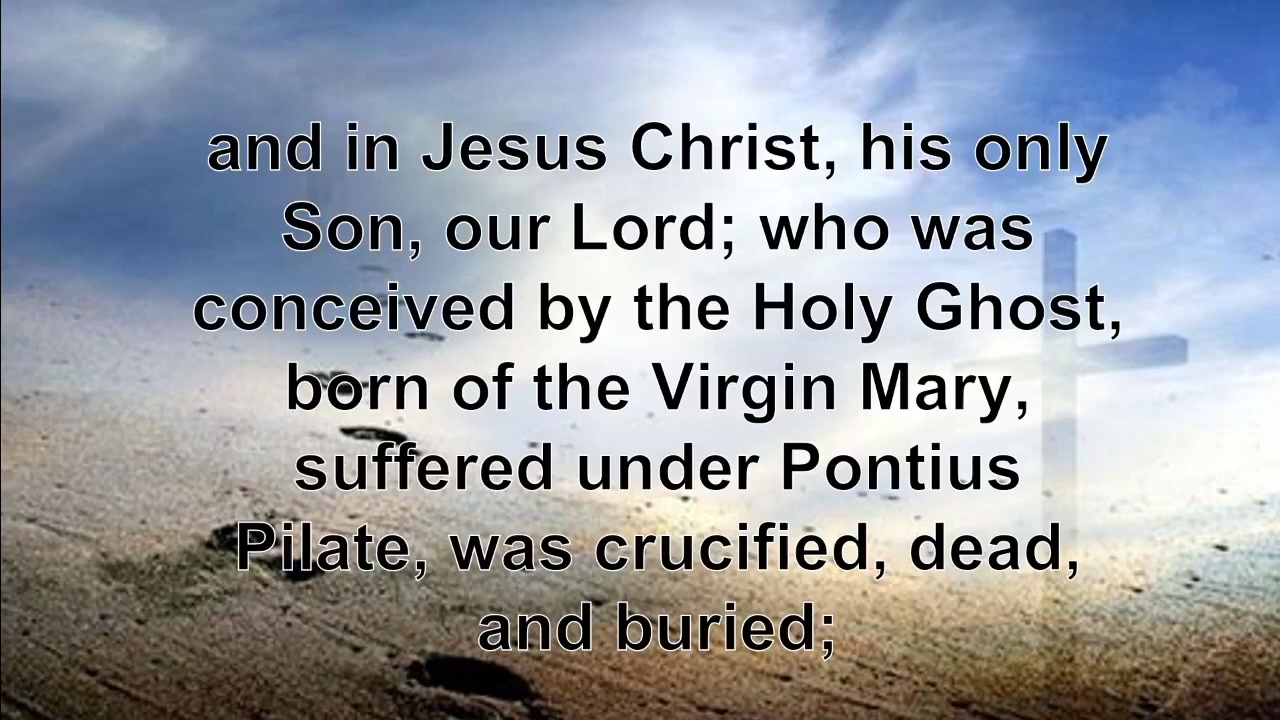 and in Jesus Christ, his only
Son, our Lord; who was
conceived by the Holy Ghost,
born of the Virgin Mary,
suffered under Pontius
Pilate, was crucified, dead,
and buried;